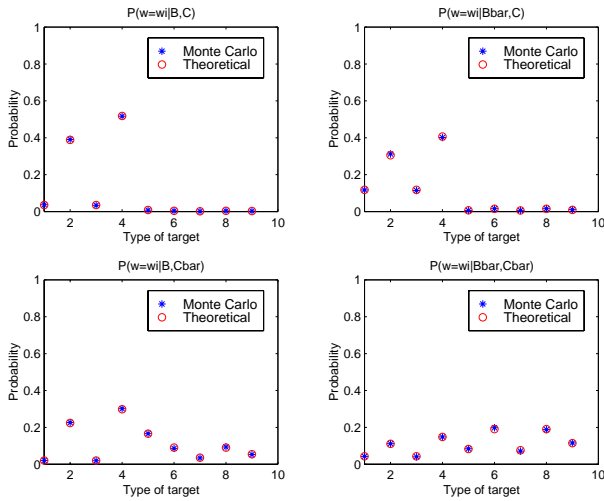 P(w=wi|B,C)
1
0.8
0.6
0.4
0.2
0
Probability
Monte Carlo
Theoretical
2 4 6 8 10
Type of target
P(w=wi|Bbar,C)
1
0.8
0.6
0.4
0.2
0
Probability
Monte Carlo
Theoretical
2 4 6 8 10
Type of target
P(w=wi|B,Cbar)
1
0.8
0.6
0.4
0.2
0
Probability
Monte Carlo
Theoretical
2 4 6 8 10
Type of target
P(w=wi|Bbar,Cbar)
1
0.8
0.6
0.4
0.2
0
Probability
Monte Carlo
Theoretical
2 4 6 8 10
Type of target